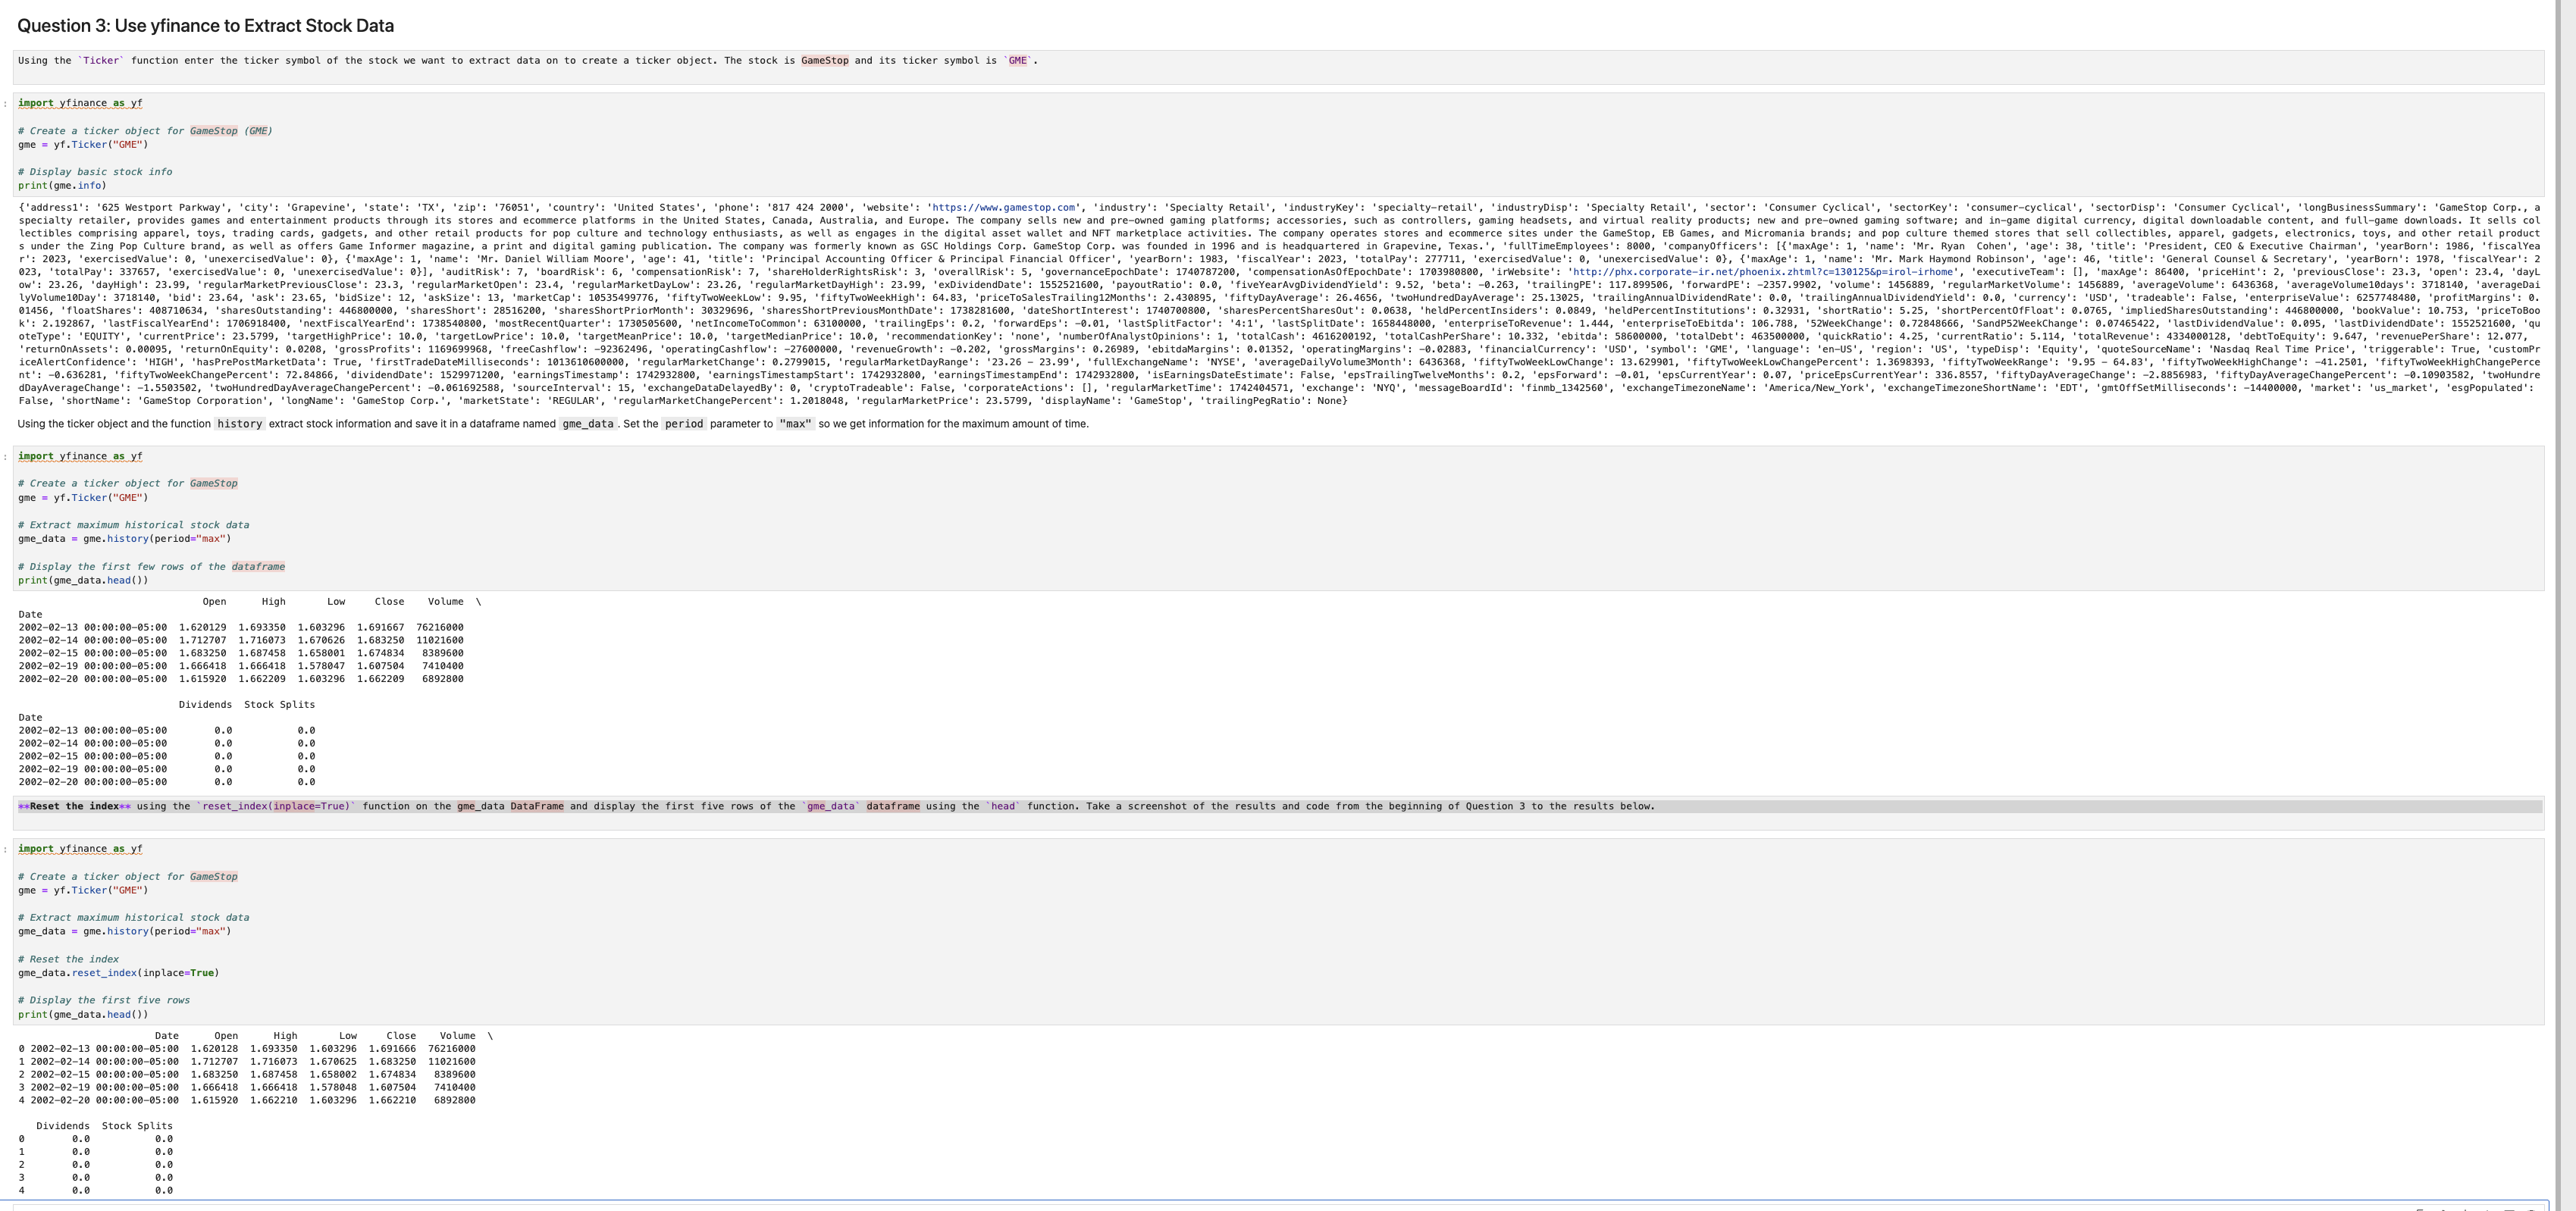 Question 3: Use yfinance to Extract Stock Data
Using the `Ticker` function enter the ticker symbol of the stock we want to extract data on to create a ticker object. The stock is GameStop and its ticker symbol is `GME`.
:
import yfinance as yf
# Create a ticker object for GameStop (GME)
gme = yf.Ticker("GME")
# Display basic stock info
print(gme.info)
{'address1': '625 Westport Parkway', 'city': 'Grapevine', 'state': 'TX', 'zip': '76051', 'country': 'United States', 'phone': '817 424 2000', 'website': 'https://www.gamestop.com', 'industry': 'Specialty Retail', 'industryKey': 'specialty-retail', 'industryDisp': 'Specialty Retail', 'sector': 'Consumer Cyclical', 'sectorKey': 'consumer-cyclical', 'sectorDisp': 'Consumer Cyclical', 'longBusinessSummary': 'GameStop Corp., a
specialty retailer, provides games and entertainment products through its stores and ecommerce platforms in the United States, Canada, Australia, and Europe. The company sells new and pre-owned gaming platforms; accessories, such as controllers, gaming headsets, and virtual reality products; new and pre-owned gaming software; and in-game digital currency, digital downloadable content, and full-game downloads. It sells col
lectibles comprising apparel, toys, trading cards, gadgets, and other retail products for pop culture and technology enthusiasts, as well as engages in the digital asset wallet and NFT marketplace activities. The company operates stores and ecommerce sites under the GameStop, EB Games, and Micromania brands; and pop culture themed stores that sell collectibles, apparel, gadgets, electronics, toys, and other retail product
s under the Zing Pop Culture brand, as well as offers Game Informer magazine, a print and digital gaming publication. The company was formerly known as GSC Holdings Corp. GameStop Corp. was founded in 1996 and is headquartered in Grapevine, Texas.', 'fullTimeEmployees': 8000, 'companyOfficers': [{'maxAge': 1, 'name': 'Mr. Ryan  Cohen', 'age': 38, 'title': 'President, CEO & Executive Chairman', 'yearBorn': 1986, 'fiscalYea
r': 2023, 'exercisedValue': 0, 'unexercisedValue': 0}, {'maxAge': 1, 'name': 'Mr. Daniel William Moore', 'age': 41, 'title': 'Principal Accounting Officer & Principal Financial Officer', 'yearBorn': 1983, 'fiscalYear': 2023, 'totalPay': 277711, 'exercisedValue': 0, 'unexercisedValue': 0}, {'maxAge': 1, 'name': 'Mr. Mark Haymond Robinson', 'age': 46, 'title': 'General Counsel & Secretary', 'yearBorn': 1978, 'fiscalYear': 2
023, 'totalPay': 337657, 'exercisedValue': 0, 'unexercisedValue': 0}], 'auditRisk': 7, 'boardRisk': 6, 'compensationRisk': 7, 'shareHolderRightsRisk': 3, 'overallRisk': 5, 'governanceEpochDate': 1740787200, 'compensationAsOfEpochDate': 1703980800, 'irWebsite': 'http://phx.corporate-ir.net/phoenix.zhtml?c=130125&p=irol-irhome', 'executiveTeam': [], 'maxAge': 86400, 'priceHint': 2, 'previousClose': 23.3, 'open': 23.4, 'dayL
ow': 23.26, 'dayHigh': 23.99, 'regularMarketPreviousClose': 23.3, 'regularMarketOpen': 23.4, 'regularMarketDayLow': 23.26, 'regularMarketDayHigh': 23.99, 'exDividendDate': 1552521600, 'payoutRatio': 0.0, 'fiveYearAvgDividendYield': 9.52, 'beta': -0.263, 'trailingPE': 117.899506, 'forwardPE': -2357.9902, 'volume': 1456889, 'regularMarketVolume': 1456889, 'averageVolume': 6436368, 'averageVolume10days': 3718140, 'averageDai
lyVolume10Day': 3718140, 'bid': 23.64, 'ask': 23.65, 'bidSize': 12, 'askSize': 13, 'marketCap': 10535499776, 'fiftyTwoWeekLow': 9.95, 'fiftyTwoWeekHigh': 64.83, 'priceToSalesTrailing12Months': 2.430895, 'fiftyDayAverage': 26.4656, 'twoHundredDayAverage': 25.13025, 'trailingAnnualDividendRate': 0.0, 'trailingAnnualDividendYield': 0.0, 'currency': 'USD', 'tradeable': False, 'enterpriseValue': 6257748480, 'profitMargins': 0.
01456, 'floatShares': 408710634, 'sharesOutstanding': 446800000, 'sharesShort': 28516200, 'sharesShortPriorMonth': 30329696, 'sharesShortPreviousMonthDate': 1738281600, 'dateShortInterest': 1740700800, 'sharesPercentSharesOut': 0.0638, 'heldPercentInsiders': 0.0849, 'heldPercentInstitutions': 0.32931, 'shortRatio': 5.25, 'shortPercentOfFloat': 0.0765, 'impliedSharesOutstanding': 446800000, 'bookValue': 10.753, 'priceToBoo
k': 2.192867, 'lastFiscalYearEnd': 1706918400, 'nextFiscalYearEnd': 1738540800, 'mostRecentQuarter': 1730505600, 'netIncomeToCommon': 63100000, 'trailingEps': 0.2, 'forwardEps': -0.01, 'lastSplitFactor': '4:1', 'lastSplitDate': 1658448000, 'enterpriseToRevenue': 1.444, 'enterpriseToEbitda': 106.788, '52WeekChange': 0.72848666, 'SandP52WeekChange': 0.07465422, 'lastDividendValue': 0.095, 'lastDividendDate': 1552521600, 'qu
oteType': 'EQUITY', 'currentPrice': 23.5799, 'targetHighPrice': 10.0, 'targetLowPrice': 10.0, 'targetMeanPrice': 10.0, 'targetMedianPrice': 10.0, 'recommendationKey': 'none', 'numberOfAnalystOpinions': 1, 'totalCash': 4616200192, 'totalCashPerShare': 10.332, 'ebitda': 58600000, 'totalDebt': 463500000, 'quickRatio': 4.25, 'currentRatio': 5.114, 'totalRevenue': 4334000128, 'debtToEquity': 9.647, 'revenuePerShare': 12.077,
'returnOnAssets': 0.00095, 'returnOnEquity': 0.0208, 'grossProfits': 1169699968, 'freeCashflow': -92362496, 'operatingCashflow': -27600000, 'revenueGrowth': -0.202, 'grossMargins': 0.26989, 'ebitdaMargins': 0.01352, 'operatingMargins': -0.02883, 'financialCurrency': 'USD', 'symbol': 'GME', 'language': 'en-US', 'region': 'US', 'typeDisp': 'Equity', 'quoteSourceName': 'Nasdaq Real Time Price', 'triggerable': True, 'customPr
iceAlertConfidence': 'HIGH', 'hasPrePostMarketData': True, 'firstTradeDateMilliseconds': 1013610600000, 'regularMarketChange': 0.2799015, 'regularMarketDayRange': '23.26 - 23.99', 'fullExchangeName': 'NYSE', 'averageDailyVolume3Month': 6436368, 'fiftyTwoWeekLowChange': 13.629901, 'fiftyTwoWeekLowChangePercent': 1.3698393, 'fiftyTwoWeekRange': '9.95 - 64.83', 'fiftyTwoWeekHighChange': -41.2501, 'fiftyTwoWeekHighChangePerce
nt': -0.636281, 'fiftyTwoWeekChangePercent': 72.84866, 'dividendDate': 1529971200, 'earningsTimestamp': 1742932800, 'earningsTimestampStart': 1742932800, 'earningsTimestampEnd': 1742932800, 'isEarningsDateEstimate': False, 'epsTrailingTwelveMonths': 0.2, 'epsForward': -0.01, 'epsCurrentYear': 0.07, 'priceEpsCurrentYear': 336.8557, 'fiftyDayAverageChange': -2.8856983, 'fiftyDayAverageChangePercent': -0.10903582, 'twoHundre
dDayAverageChange': -1.5503502, 'twoHundredDayAverageChangePercent': -0.061692588, 'sourceInterval': 15, 'exchangeDataDelayedBy': 0, 'cryptoTradeable': False, 'corporateActions': [], 'regularMarketTime': 1742404571, 'exchange': 'NYQ', 'messageBoardId': 'finmb_1342560', 'exchangeTimezoneName': 'America/New_York', 'exchangeTimezoneShortName': 'EDT', 'gmtOffSetMilliseconds': -14400000, 'market': 'us_market', 'esgPopulated':
False, 'shortName': 'GameStop Corporation', 'longName': 'GameStop Corp.', 'marketState': 'REGULAR', 'regularMarketChangePercent': 1.2018048, 'regularMarketPrice': 23.5799, 'displayName': 'GameStop', 'trailingPegRatio': None}
Using the ticker object and the function history extract stock information and save it in a dataframe named gme_data. Set the period parameter to "max" so we get information for the maximum amount of time.
:
import yfinance as yf
# Create a ticker object for GameStop
gme = yf.Ticker("GME")
# Extract maximum historical stock data
gme_data = gme.history(period="max")
# Display the first few rows of the dataframe
print(gme_data.head())
Open High Low Close Volume \
Date
2002-02-13 00:00:00-05:00 1.620129 1.693350 1.603296 1.691667 76216000
2002-02-14 00:00:00-05:00 1.712707 1.716073 1.670626 1.683250 11021600
2002-02-15 00:00:00-05:00 1.683250 1.687458 1.658001 1.674834 8389600
2002-02-19 00:00:00-05:00 1.666418 1.666418 1.578047 1.607504 7410400
2002-02-20 00:00:00-05:00 1.615920 1.662209 1.603296 1.662209 6892800
Dividends Stock Splits
Date
2002-02-13 00:00:00-05:00 0.0 0.0
2002-02-14 00:00:00-05:00 0.0 0.0
2002-02-15 00:00:00-05:00 0.0 0.0
2002-02-19 00:00:00-05:00 0.0 0.0
2002-02-20 00:00:00-05:00 0.0 0.0
**Reset the index** using the `reset_index(inplace=True)` function on the gme_data DataFrame and display the first five rows of the `gme_data` dataframe using the `head` function. Take a screenshot of the results and code from the beginning of Question 3 to the results below.
:
import yfinance as yf
# Create a ticker object for GameStop
gme = yf.Ticker("GME")
# Extract maximum historical stock data
gme_data = gme.history(period="max")
# Reset the index
gme_data.reset_index(inplace=True)
# Display the first five rows
print(gme_data.head())
Date Open High Low Close Volume \
0 2002-02-13 00:00:00-05:00 1.620128 1.693350 1.603296 1.691666 76216000
1 2002-02-14 00:00:00-05:00 1.712707 1.716073 1.670625 1.683250 11021600
2 2002-02-15 00:00:00-05:00 1.683250 1.687458 1.658002 1.674834 8389600
3 2002-02-19 00:00:00-05:00 1.666418 1.666418 1.578048 1.607504 7410400
4 2002-02-20 00:00:00-05:00 1.615920 1.662210 1.603296 1.662210 6892800
Dividends Stock Splits
0 0.0 0.0
1 0.0 0.0
2 0.0 0.0
3 0.0 0.0
4 0.0 0.0